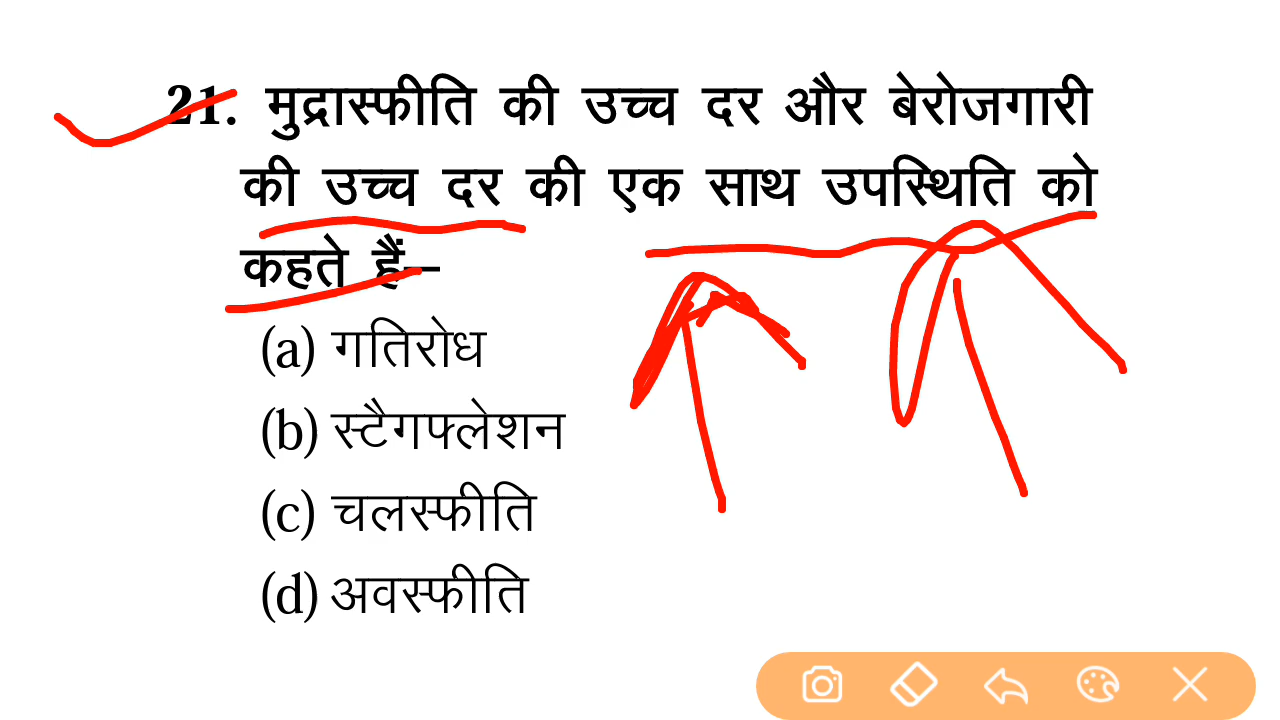 21. मुद्रास्फीति की उच्च दर और बेरोजगारी
की उच्च दर की एक साथ उपस्थिति को
कहते हैं–
(a) गतिरोध
(b) स्टैगफ्लेशन
(c) चलस्फीति
(d) अवस्फीति